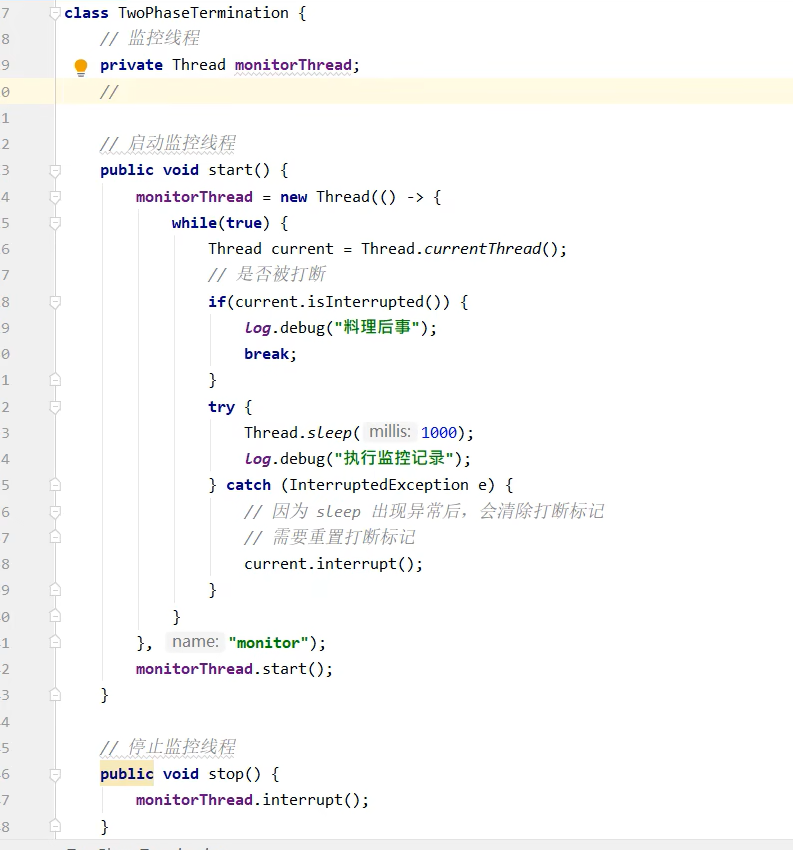 7 class TwoPhaseTermination {
8 // 监控线程
9 private Thread monitorThread;
0 //
1
2 // 启动监控线程
3 public void start() {
4 monitorThread = new Thread(() -> {
5 while(true) {
6 Thread current = Thread.currentThread();
7 // 是否被打断
8 if(current.isInterrupted()) {
9 log.debug("料理后事");
0 break;
1 }
2 try {
3 Thread.sleep( millis: 1000);
4 log.debug("执行监控记录");
5 } catch (InterruptedException e) {
6 // 因为 sleep 出现异常后，会清除打断标记
7 // 需要重置打断标记
8 current.interrupt();
9 }
0 }
1 }, name: "monitor");
2 monitorThread.start();
3 }
4
5 // 停止监控线程
6 public void stop() {
7 monitorThread.interrupt();
8 }